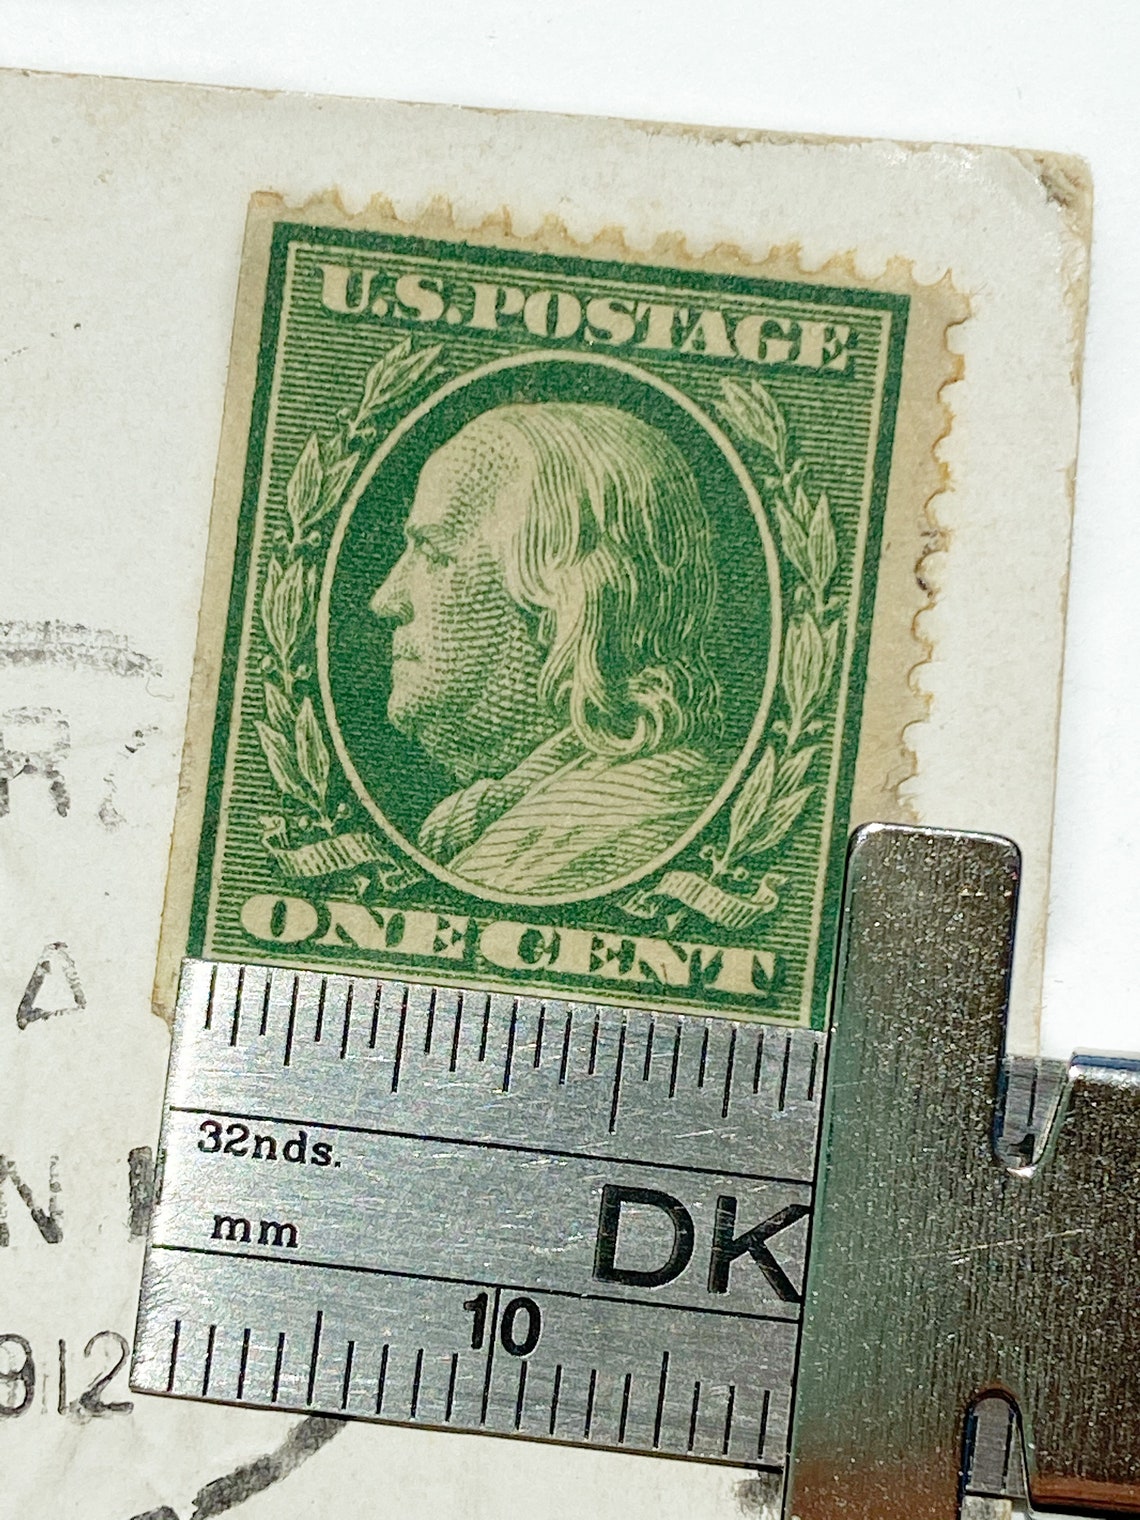 U.S. POSTAGE
ONE CENT
32nds.
mm
DK
10
A
N
912